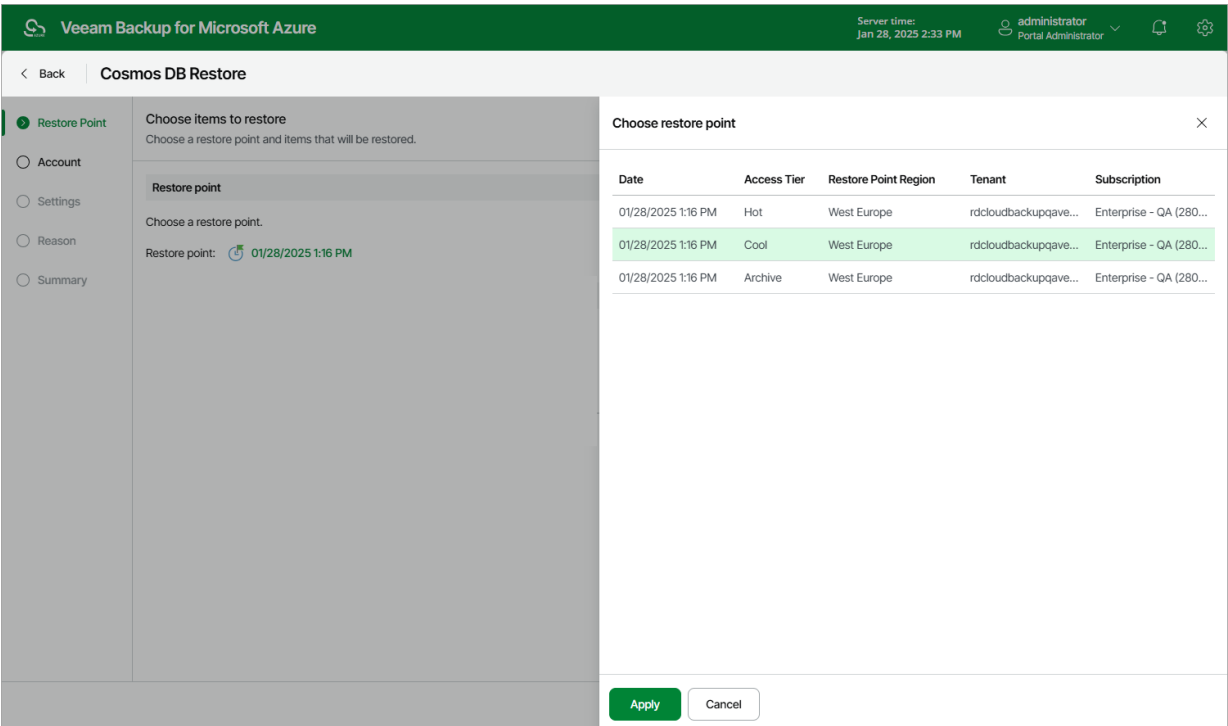 Veeam Backup for Microsoft Azure
Server time:
Jan 28, 2025 2:33 PM
administrator
Portal Administrator
Back
Cosmos DB Restore
Restore Point
Account
Settings
Reason
Summary
Choose items to restore
Choose a restore point and items that will be restored.
Restore point
Choose a restore point.
Restore point: 01/28/2025 1:16 PM
Choose restore point
Date Access Tier Restore Point Region Tenant Subscription
01/28/2025 1:16 PM Hot West Europe rdcloudbackupqave... Enterprise - QA (280...
01/28/2025 1:16 PM Cool West Europe rdcloudbackupqave... Enterprise - QA (280...
01/28/2025 1:16 PM Archive West Europe rdcloudbackupqave... Enterprise - QA (280...
Apply Cancel